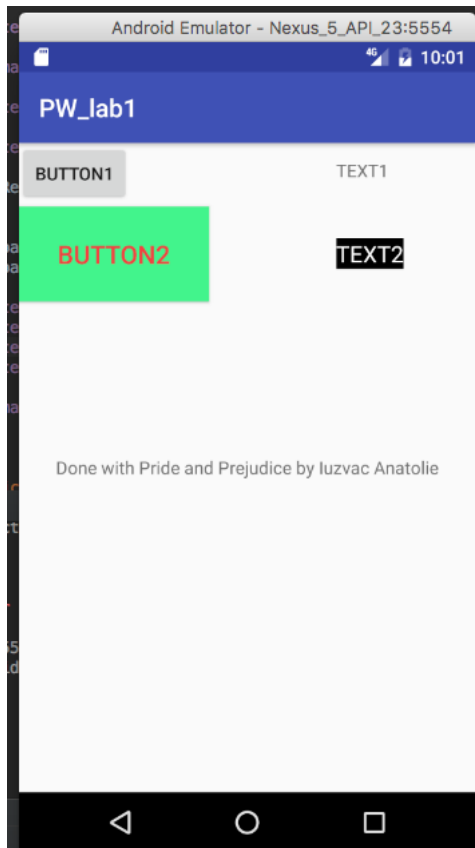 Android Emulator - Nexus_5_API_23:5554
4G 10:01
PW_lab1
BUTTON1 TEXT1
BUTTON2 TEXT2
Done with Pride and Prejudice by Iuzvac Anatolie